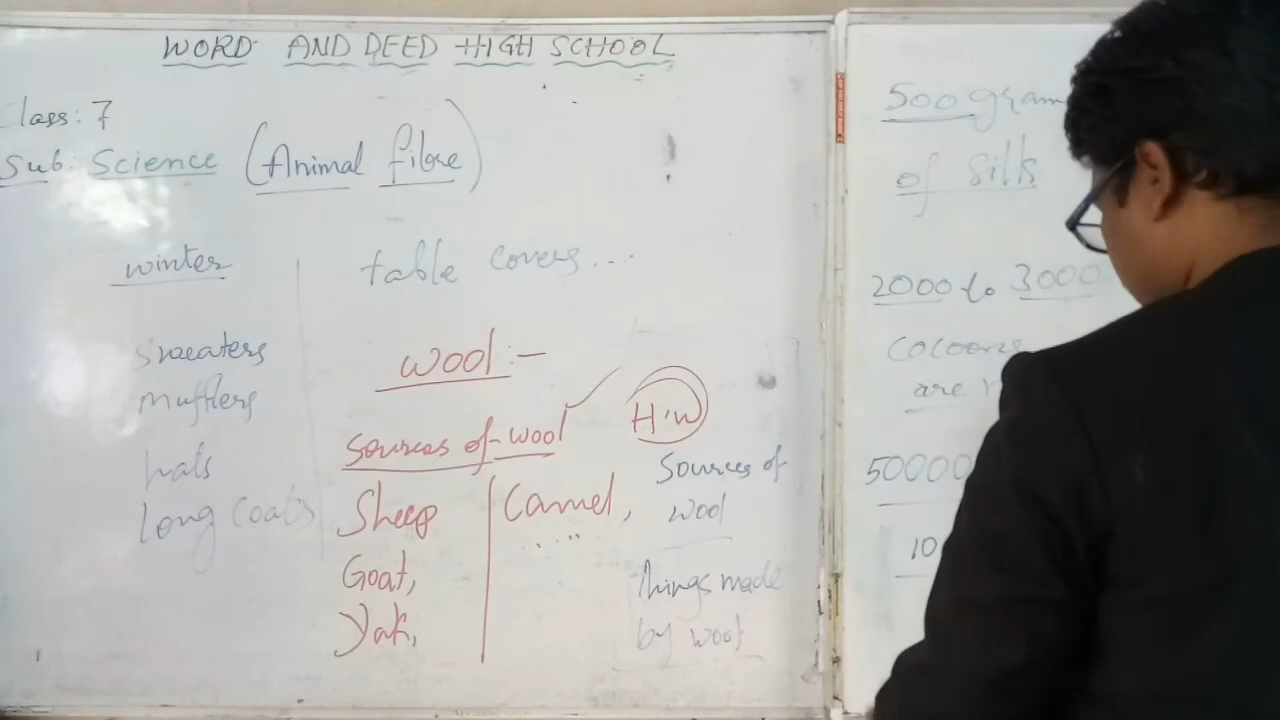 WORD AND DEED HIGH SCHOOL
Class: 7
Sub: Science (Animal fibre)
winter
sweaters
Mufflers
hats
Long coats
table covers....
wool:-
Sources of wool
Sheep
Goat,
Yak,
Camel,
.....
H.W
Sources of
wool
things made
by wool
500 gram
of Silk
2000 to 3000
cocoons
are
50000
10